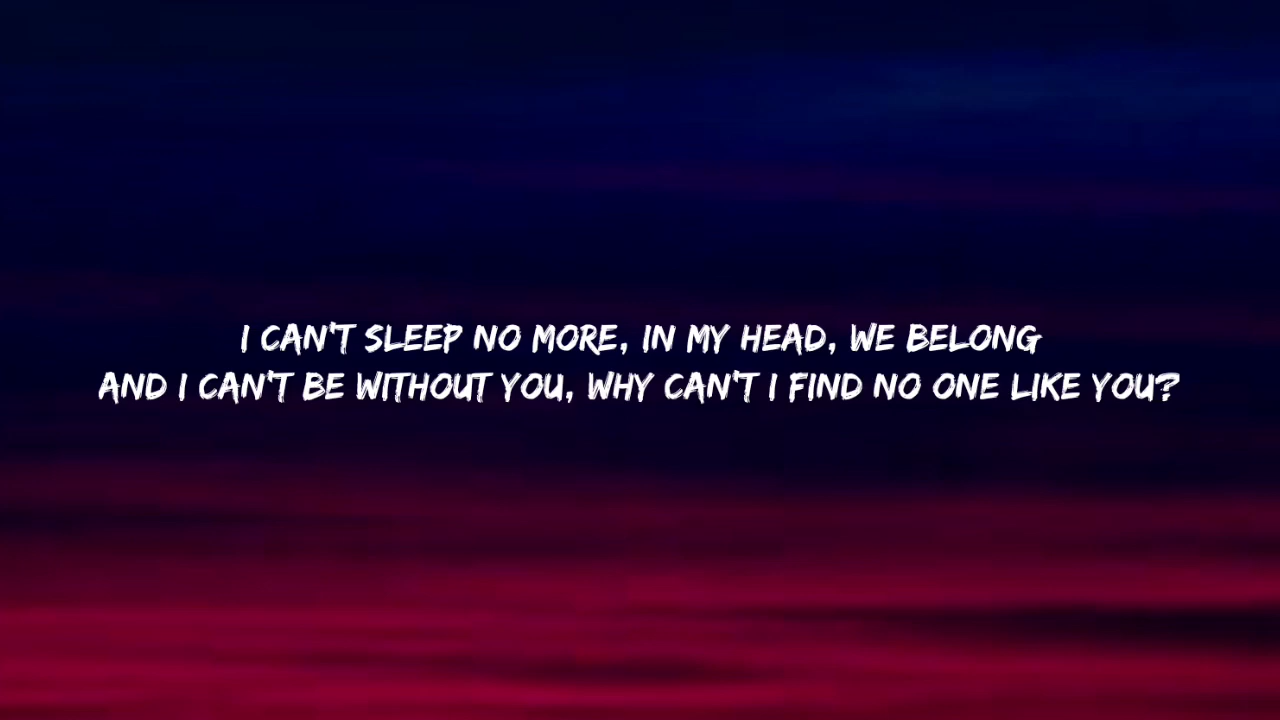 I CAN'T SLEEP NO MORE, IN MY HEAD, WE BELONG
AND I CAN'T BE WITHOUT YOU, WHY CAN'T I FIND NO ONE LIKE YOU?